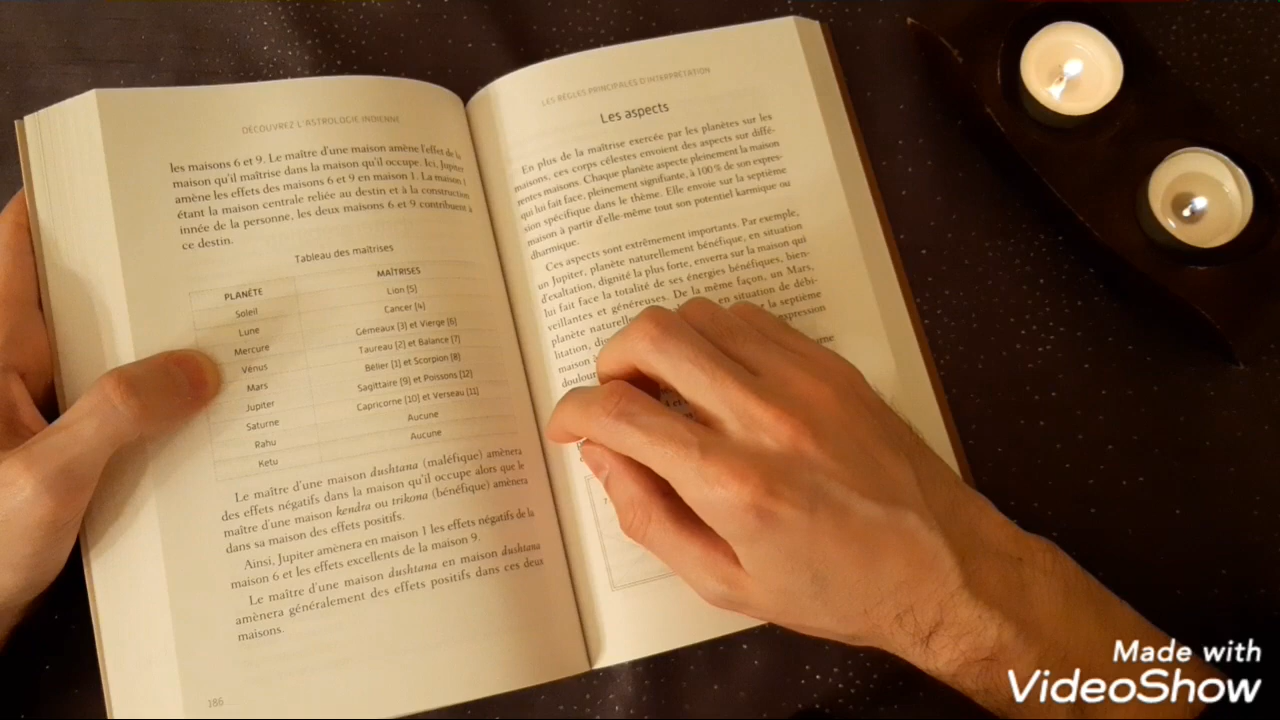 DÉCOUVREZ L'ASTROLOGIE INDIENNE
les maisons 6 et 9. Le maître d'une maison amène l'effet de la
maison qu'il maîtrise dans la maison qu'il occupe. Ici, Jupiter
amène les effets des maisons 6 et 9 en maison 1. La maison 1
étant la maison centrale reliée au destin et à la construction
innée de la personne, les deux maisons 6 et 9 contribuent à
ce destin.
Tableau des maîtrises
PLANÈTE MAÎTRISES
Soleil Lion (5)
Lune Cancer (4)
Mercure Gémeaux (3) et Vierge (6)
Vénus Taureau (2) et Balance (7)
Mars Bélier (1) et Scorpion (8)
Jupiter Sagittaire (9) et Poissons (12)
Saturne Capricorne (10) et Verseau (11)
Rahu Aucune
Ketu Aucune
Le maître d'une maison dushtana (maléfique) amènera
des effets négatifs dans la maison qu'il occupe alors que le
maître d'une maison kendra ou trikona (bénéfique) amènera
dans sa maison des effets positifs.
Ainsi, Jupiter amènera en maison 1 les effets négatifs de la
maison 6 et les effets excellents de la maison 9.
Le maître d'une maison dushtana en maison dushtana
amènera généralement des effets positifs dans ces deux
maisons.
186
LES RÈGLES PRINCIPALES D'INTERPRÉTATION
Les aspects
En plus de la maîtrise exercée par les planètes sur les
maisons, ces corps célestes envoient des aspects sur diffé-
rentes maisons. Chaque planète aspecte pleinement la maison
qui lui fait face, pleinement signifiante, à 100 % de son expres-
sion spécifique dans le thème. Elle envoie sur la septième
maison à partir d'elle-même tout son potentiel karmique ou
dharmique.
Ces aspects sont extrêmement importants. Par exemple,
un Jupiter, planète naturellement bénéfique, en situation
d'exaltation, dignité la plus forte, enverra sur la maison qui
lui fait face la totalité de ses énergies bénéfiques, bien-
veillantes et généreuses. De la même façon, un Mars,
planète naturelle en situation de débi-
litation, la septième
maison expression
Made with
VideoShow